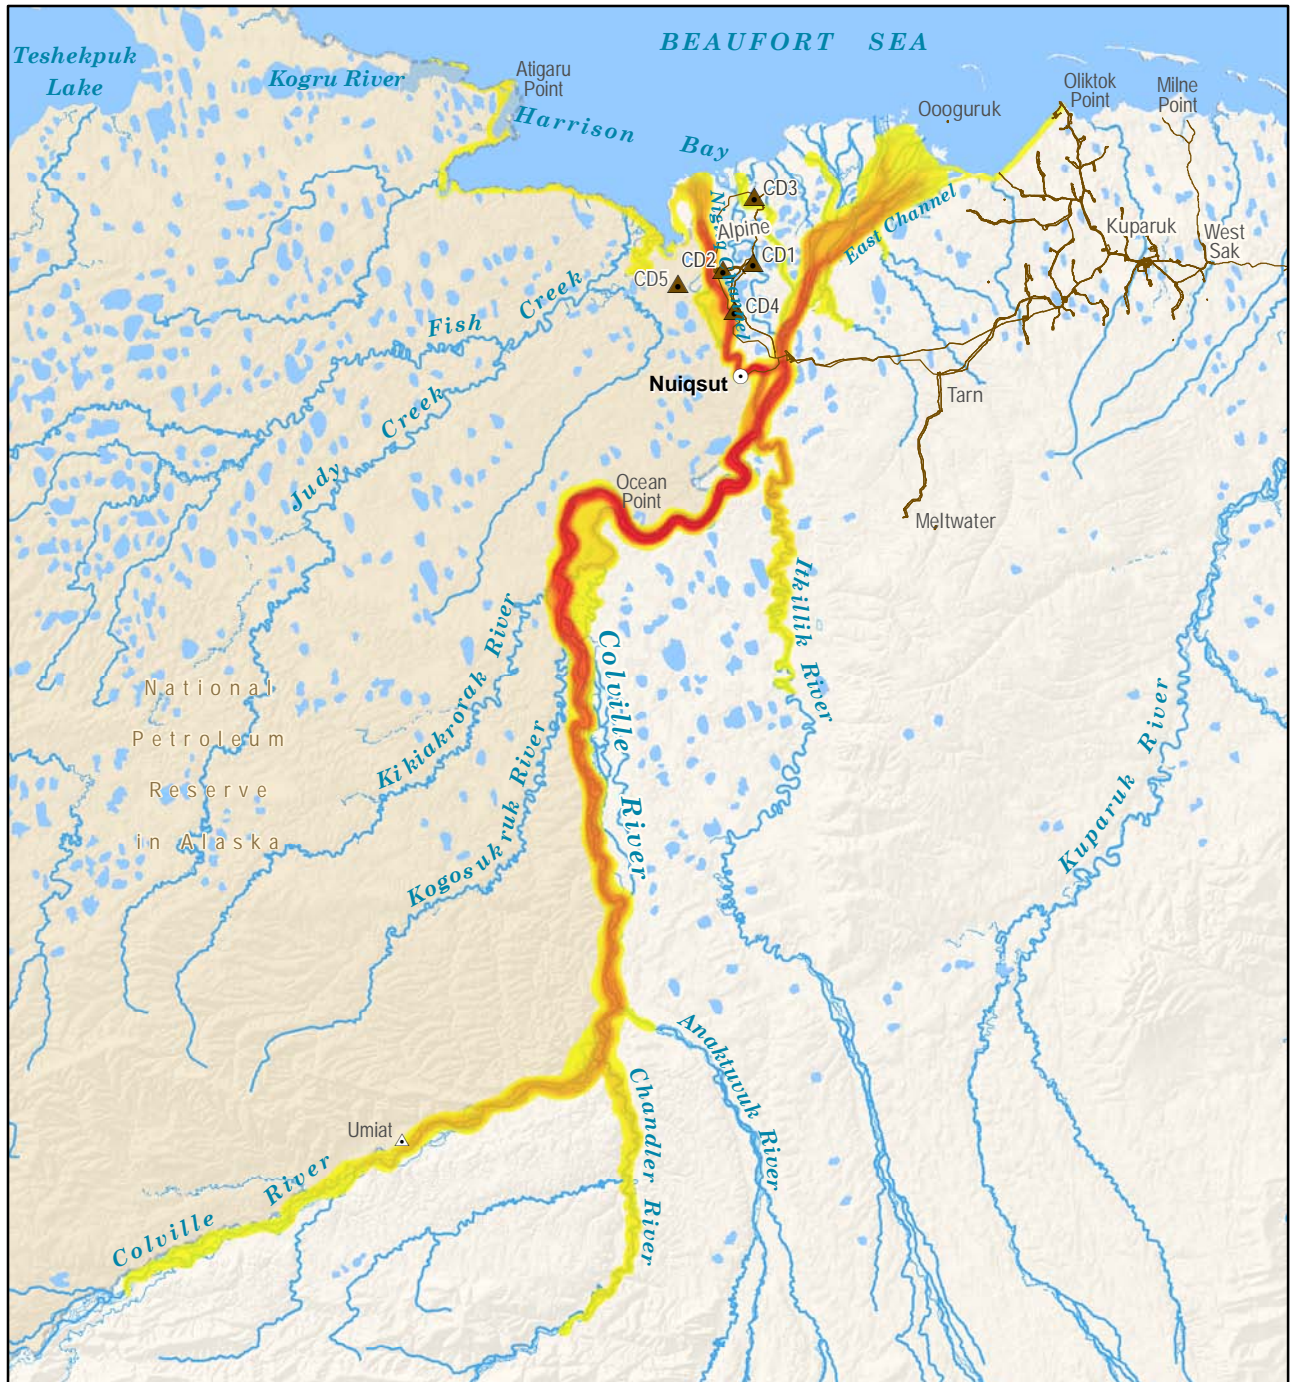 BEAUFORT SEA
Teshekpuk
Lake
Kogru River
Atigaru
Point
Harrison Bay
Oooguruk
Oliktok
Point
Milne
Point
CD3
Nigliq Channel
Alpine
East Channel
Kuparuk
West
Sak
CD2
CD1
CD5
CD4
Fish Creek
Judy Creek
Nuiqsut
Tarn
Meltwater
Ocean
Point
Itkillik River
Colville River
Kikiakrorak River
Kogosukruk River
Kuparuk River
National
Petroleum
Reserve
in Alaska
Anaktuvuk River
Chandler River
Umiat
Colville River